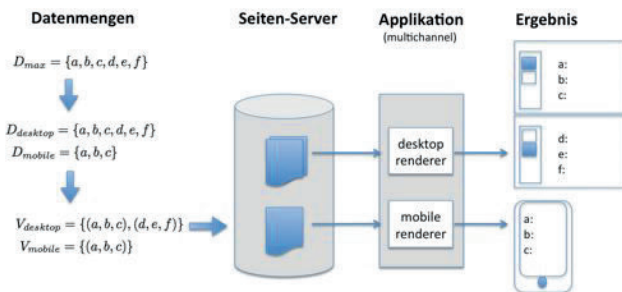 Datenmengen
Seiten-Server
Applikation
(multichannel)
Ergebnis
D_max = {a, b, c, d, e, f}
D_desktop = {a, b, c, d, e, f}
D_mobile = {a, b, c}
V_desktop = {(a, b, c), (d, e, f)}
V_mobile = {(a, b, c)}
desktop
renderer
mobile
renderer
a:
b:
c:
d:
e:
f:
a:
b:
c: